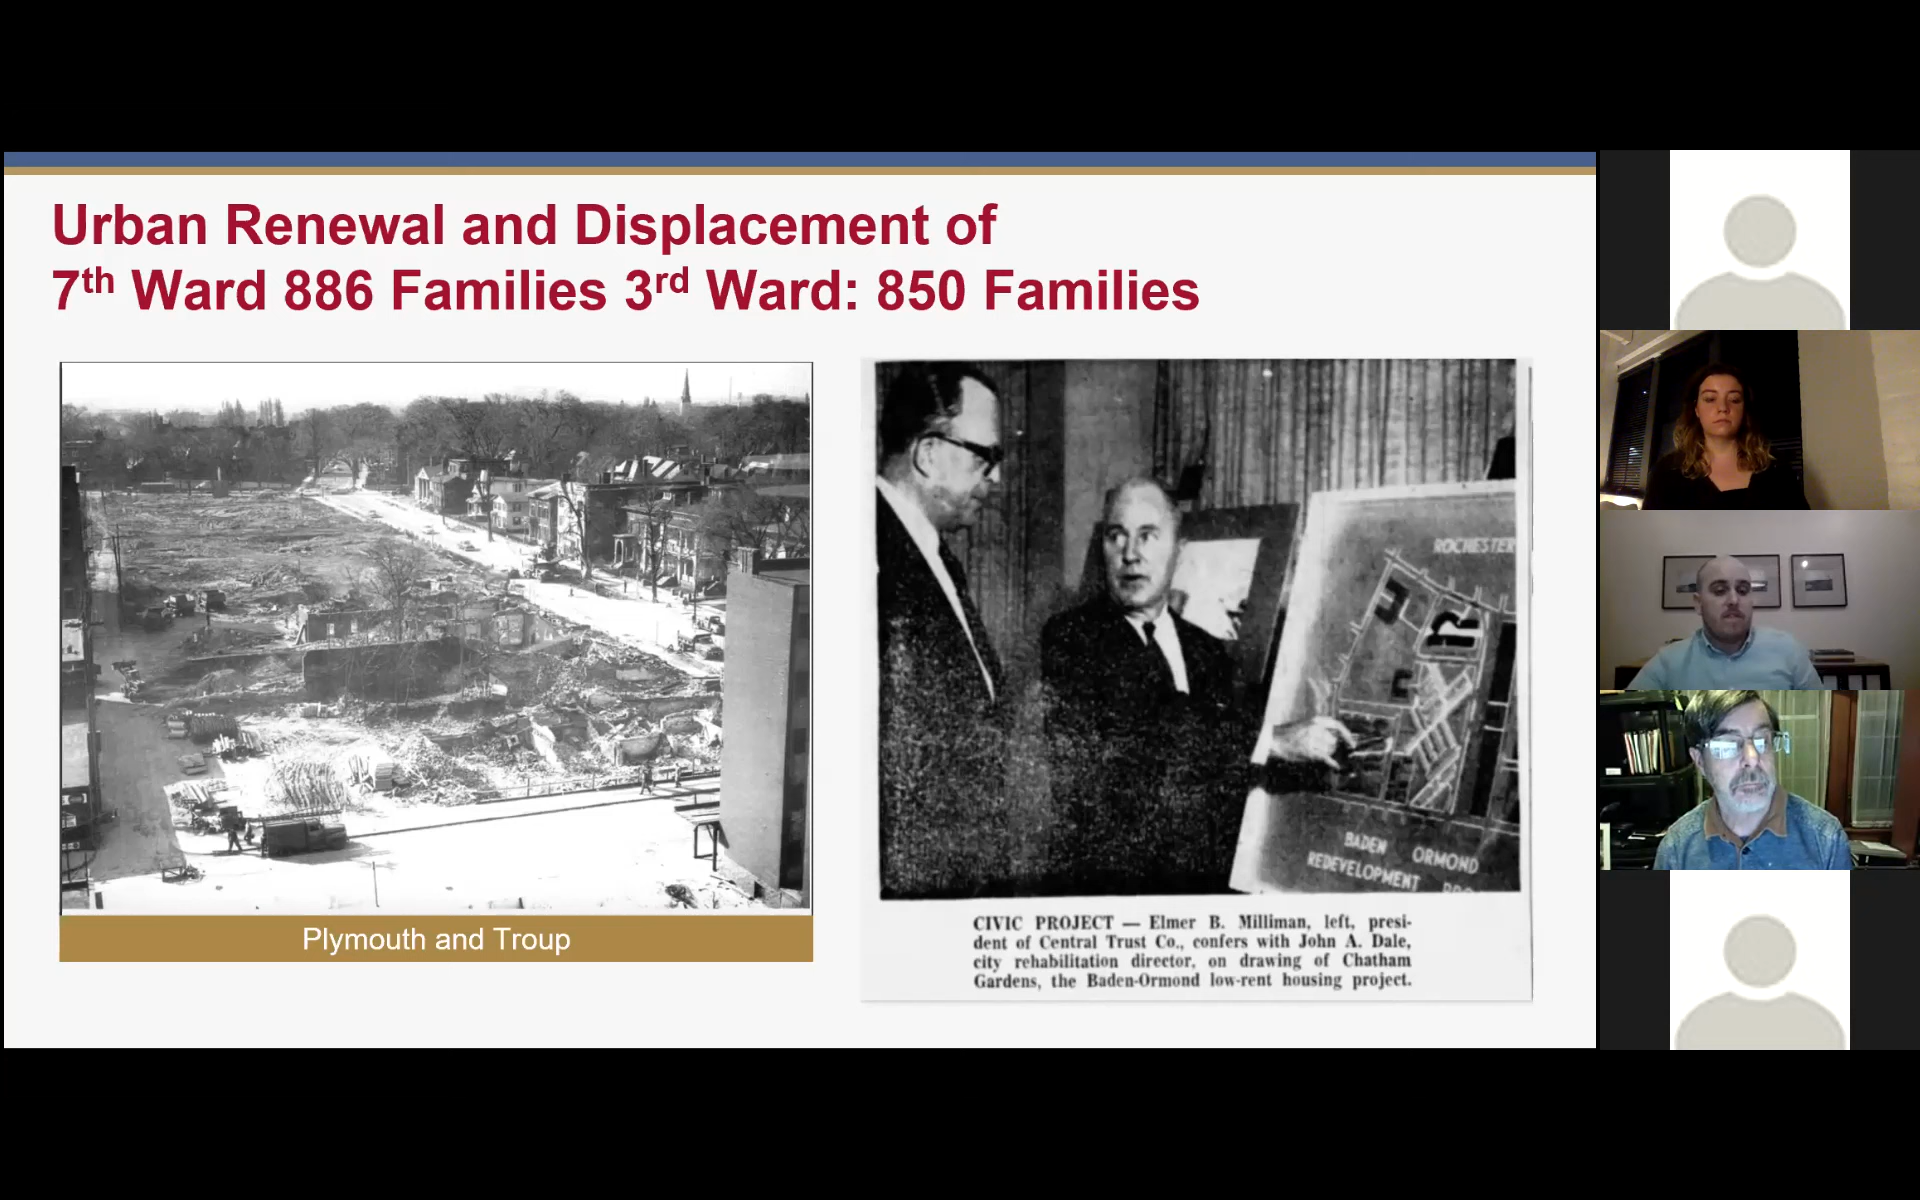 Urban Renewal and Displacement of
7th Ward 886 Families 3rd Ward: 850 Families
ROCHESTER
BADEN ORMOND
REDEVELOPMENT
Plymouth and Troup
CIVIC PROJECT — Elmer B. Milliman, left, presi-
dent of Central Trust Co., confers with John A. Dale,
city rehabilitation director, on drawing of Chatham
Gardens, the Baden-Ormond low-rent housing project.